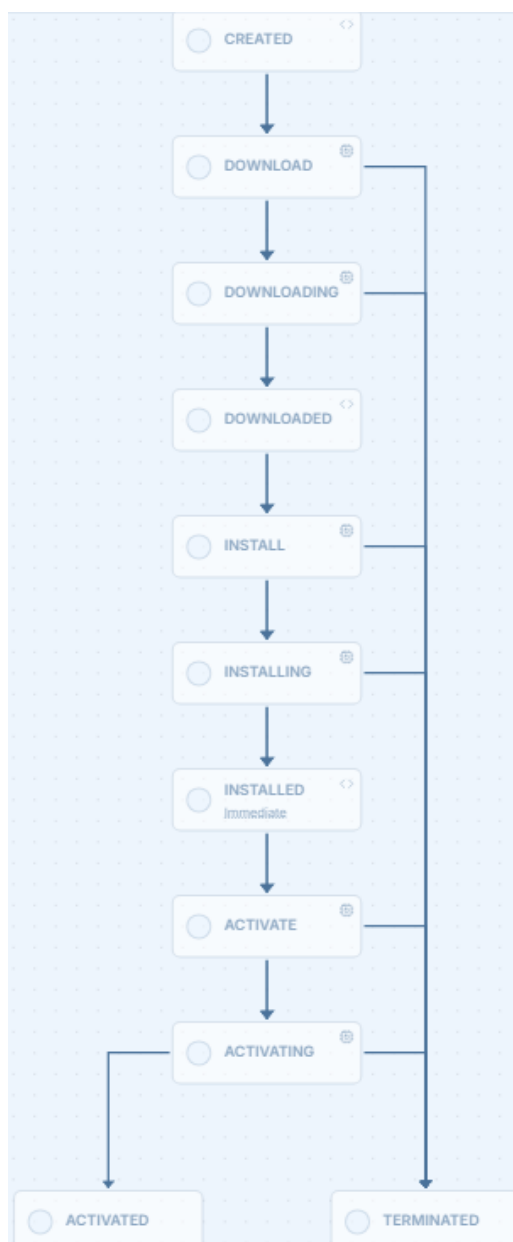 CREATED
DOWNLOAD
DOWNLOADING
DOWNLOADED
INSTALL
INSTALLING
INSTALLED
Immediate
ACTIVATE
ACTIVATING
ACTIVATED
TERMINATED